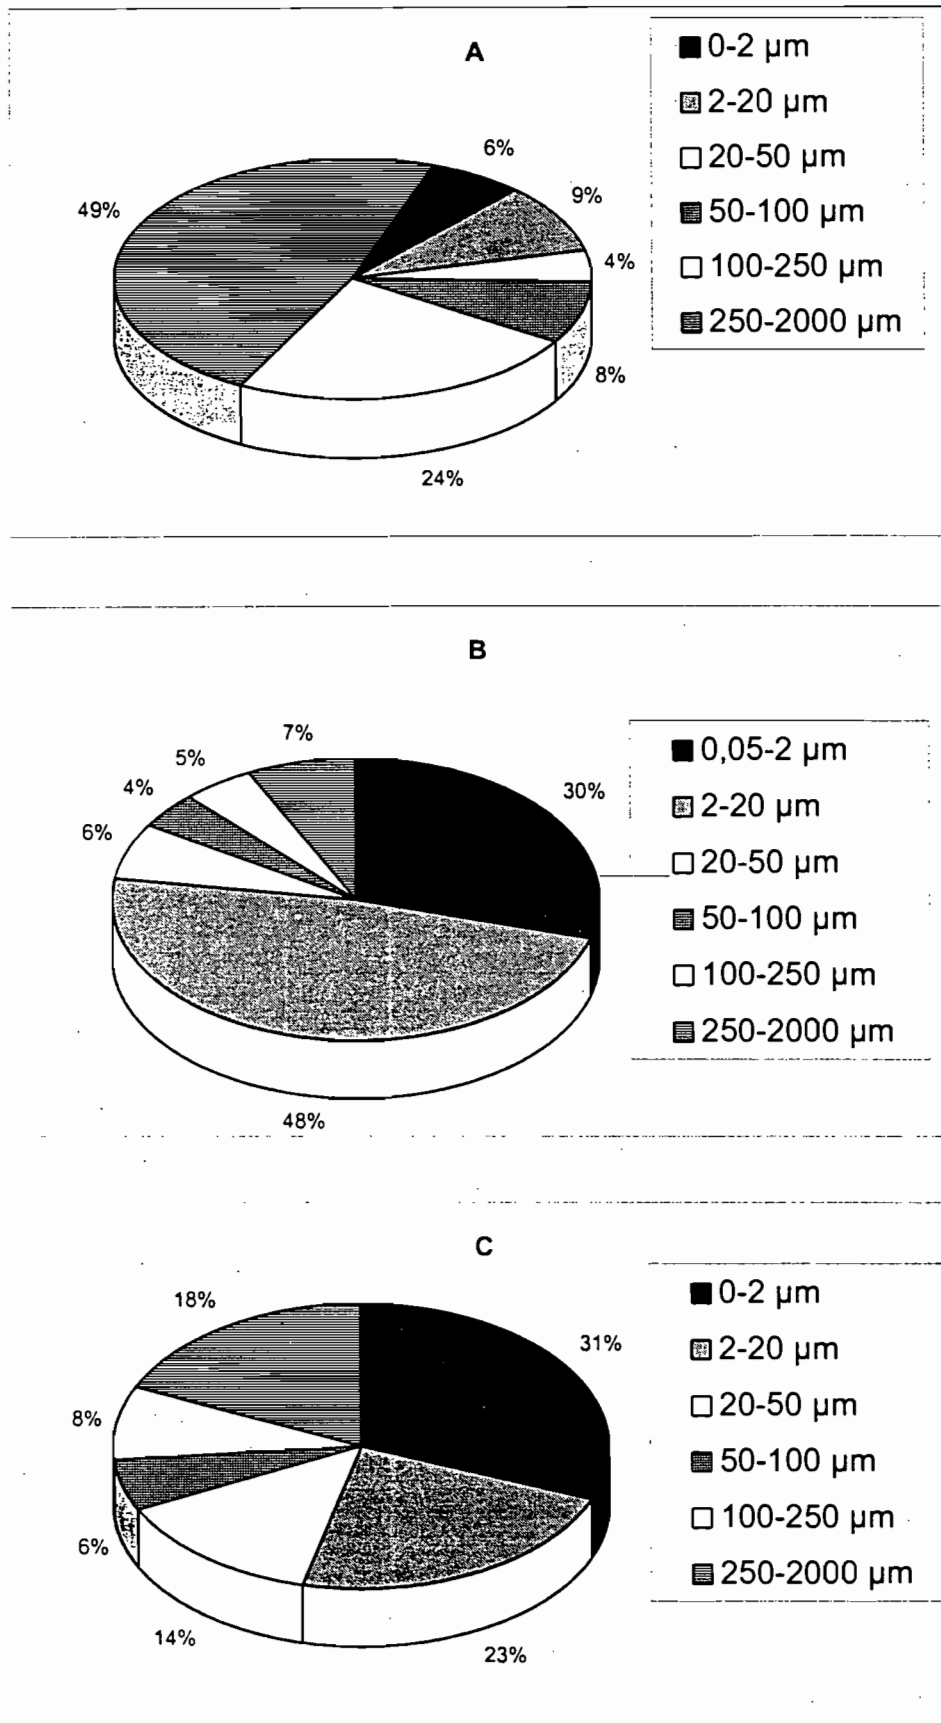 A
0-2 µm
2-20 µm
20-50 µm
50-100 µm
100-250 µm
250-2000 µm
6%
9%
4%
8%
24%
49%
B
0,05-2 µm
2-20 µm
20-50 µm
50-100 µm
100-250 µm
250-2000 µm
30%
48%
6%
4%
5%
7%
C
0-2 µm
2-20 µm
20-50 µm
50-100 µm
100-250 µm
250-2000 µm
31%
23%
14%
6%
8%
18%